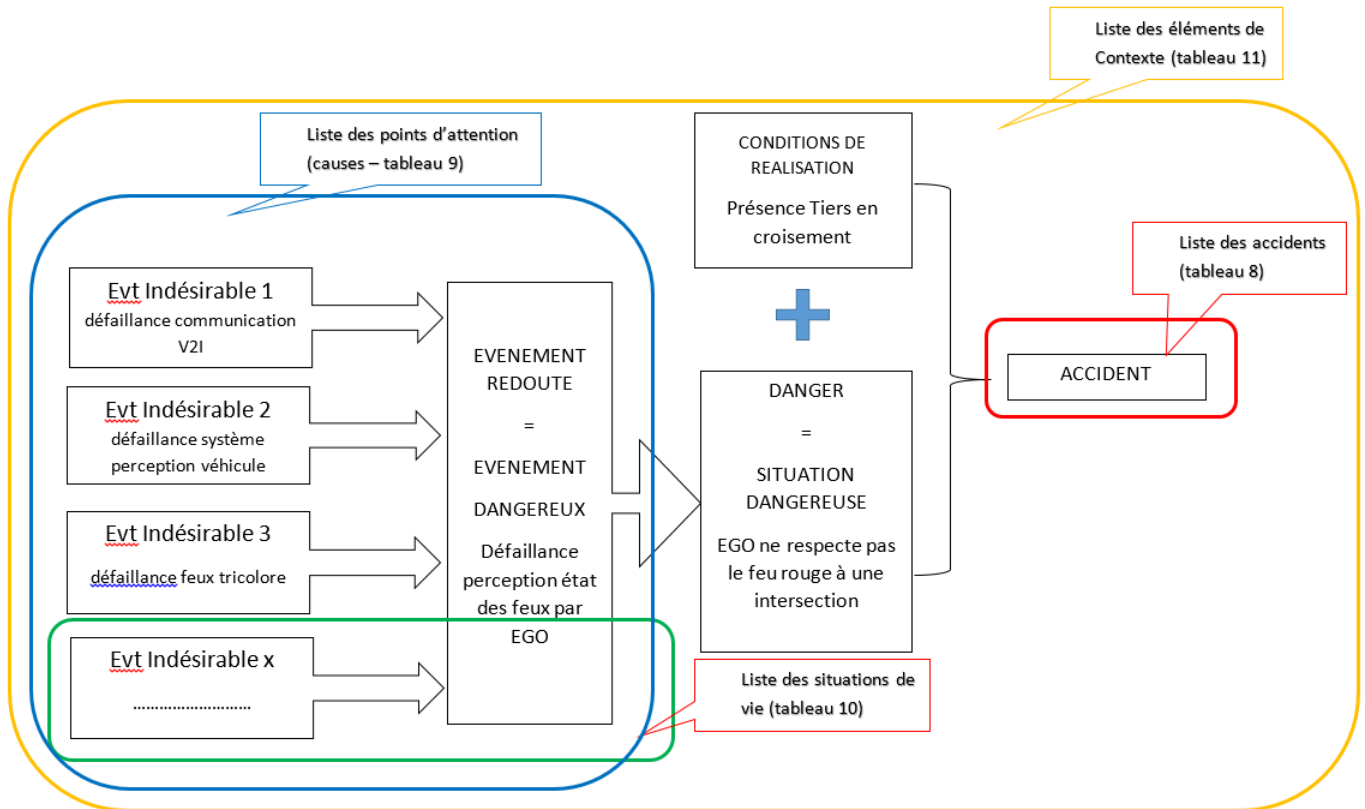 Liste des éléments de
Contexte (tableau 11)
Liste des points d'attention
(causes – tableau 9)
CONDITIONS DE
REALISATION
Présence Tiers en
croisement
Liste des accidents
(tableau 8)
Evt Indésirable 1
défaillance communication
V2I
Evt Indésirable 2
défaillance système
perception véhicule
Evt Indésirable 3
défaillance feux tricolore
Evt Indésirable x
...........................
EVENEMENT
REDOUTE
=
EVENEMENT
DANGEREUX
Défaillance
perception état
des feux par
EGO
DANGER
=
SITUATION
DANGEREUSE
EGO ne respecte pas
le feu rouge à une
intersection
ACCIDENT
Liste des situations de
vie (tableau 10)